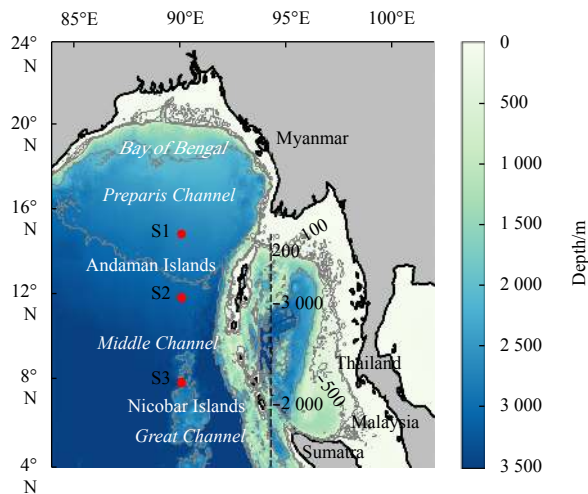 85°E 90°E 95°E 100°E
24°
N
20°
N
16°
N
12°
N
8°
N
4°
N
Myanmar
Bay of Bengal
Preparis Channel
S1
100
200
Andaman Islands
S2
-3 000
Middle Channel
Thailand
S3
-500
Nicobar Islands
-2 000
Malaysia
Great Channel
Sumatra
0
500
1 000
1 500
2 000
2 500
3 000
3 500
Depth/m